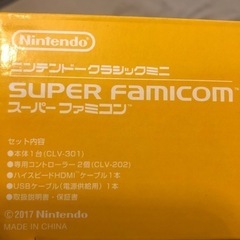 Nintendo
ニンテンドークラシックミニ
SUPER FAMICOM™
スーパーファミコン
セット内容
●本体1台(CLV-301)
●専用コントローラー2個(CLV-202)
●ハイスピードHDMI®ケーブル1本
●USBケーブル(電源供給用)1本
●取扱説明書・保証書
©2017 Nintendo
MADE IN CHINA